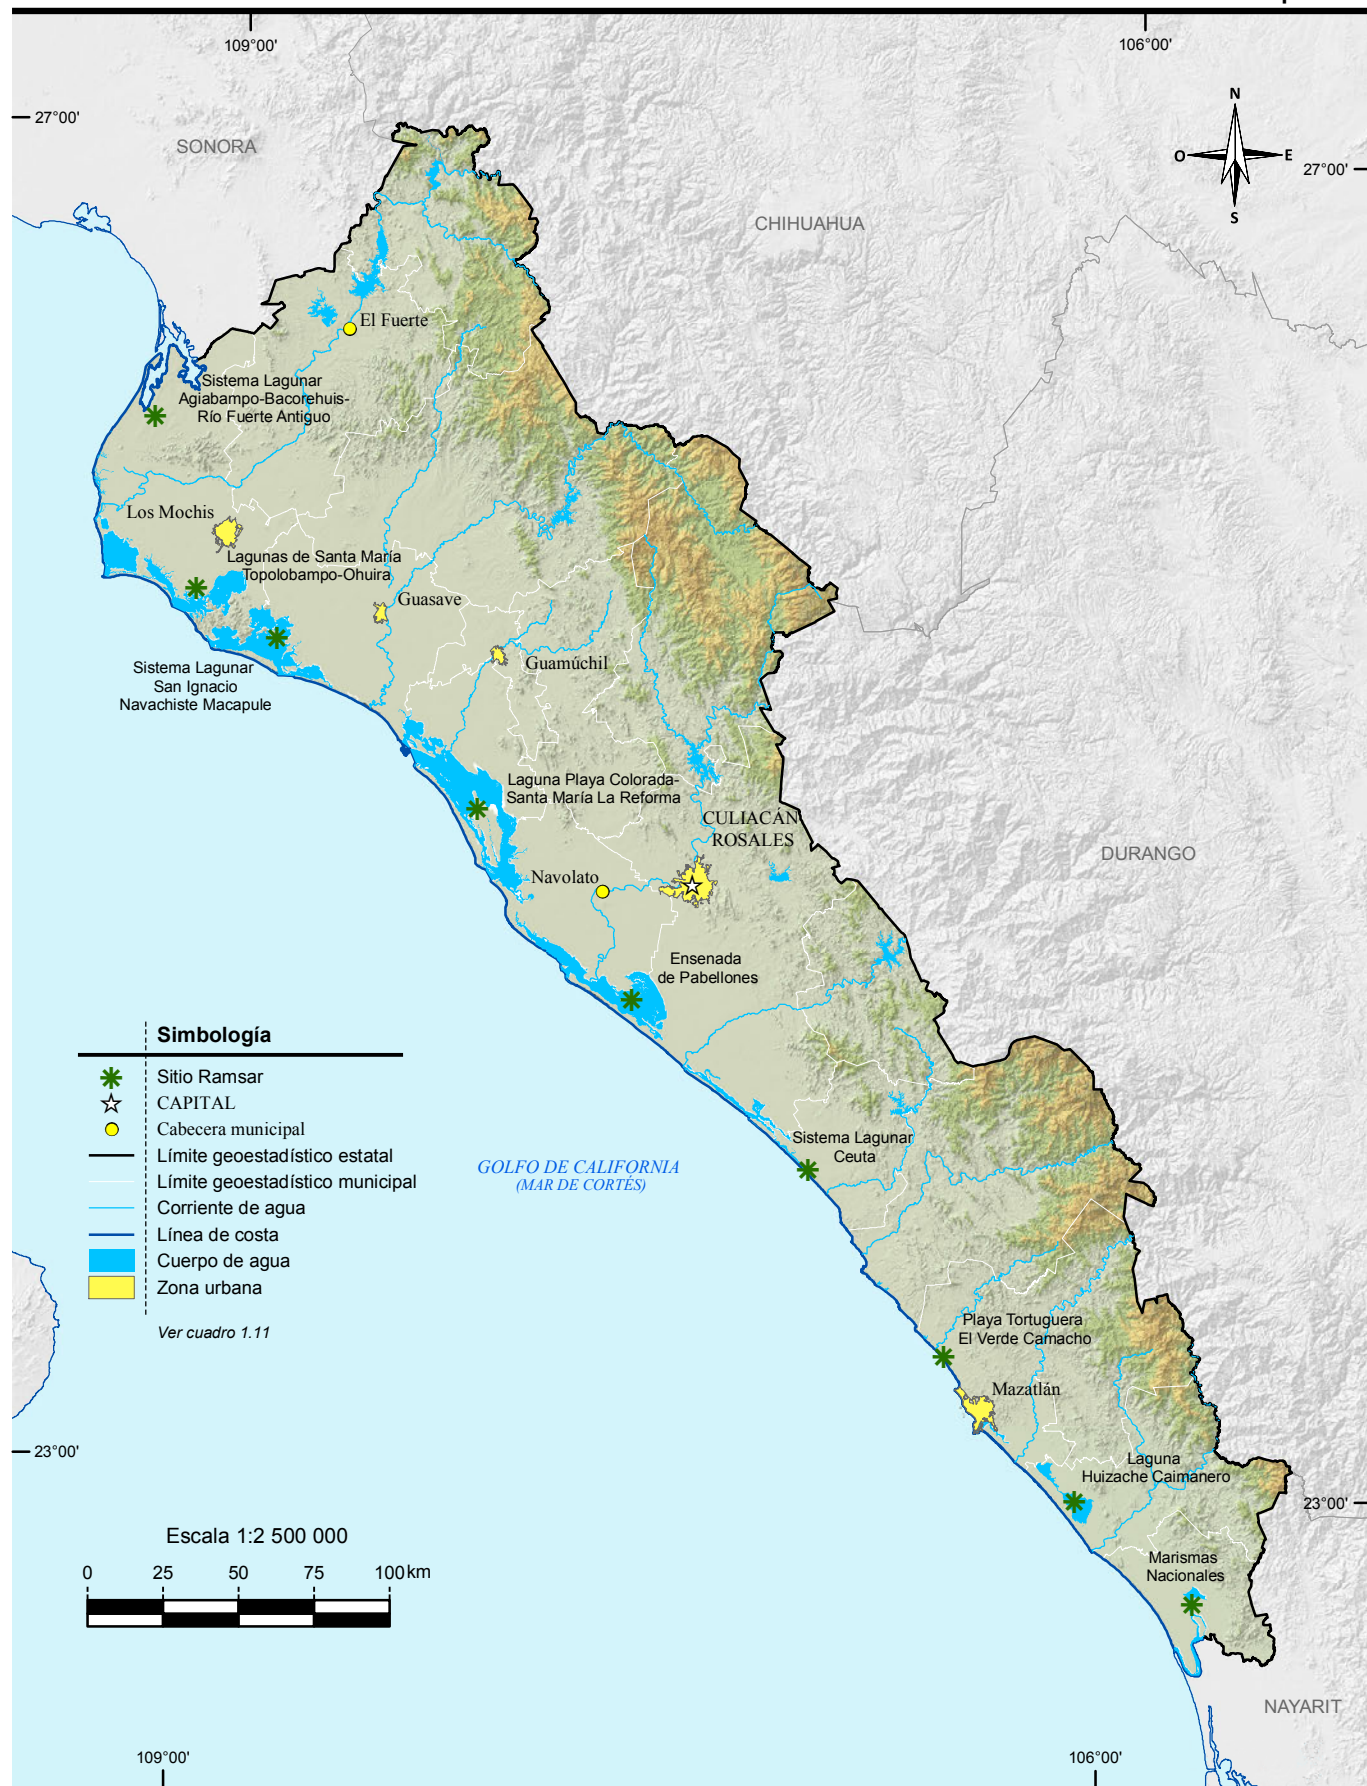 109°00'
106°00'
27°00'
N
SONORA
O
E
27°00'
S
CHIHUAHUA
El Fuerte
Sistema Lagunar
Agiabampo-Bacorehuis-
Río Fuerte Antiguo
Los Mochis
Lagunas de Santa María
Topolobampo-Ohuira
Guasave
Guamúchil
Sistema Lagunar
San Ignacio
Navachiste Macapule
Laguna Playa Colorada-
Santa María La Reforma
CULIACÁN
ROSALES
DURANGO
Navolato
Ensenada
de Pabellones
Simbología
Sitio Ramsar
CAPITAL
Cabecera municipal
Límite geoestadístico estatal
Límite geoestadístico municipal
Corriente de agua
Línea de costa
Cuerpo de agua
Zona urbana
Ver cuadro 1.11
GOLFO DE CALIFORNIA
(MAR DE CORTÉS)
Sistema Lagunar
Ceuta
Playa Tortuguera
El Verde Camacho
Mazatlán
23°00'
Laguna
Huizache Caimanero
23°00'
Escala 1:2 500 000
0 25 50 75 100 km
Marismas
Nacionales
NAYARIT
109°00'
106°00'